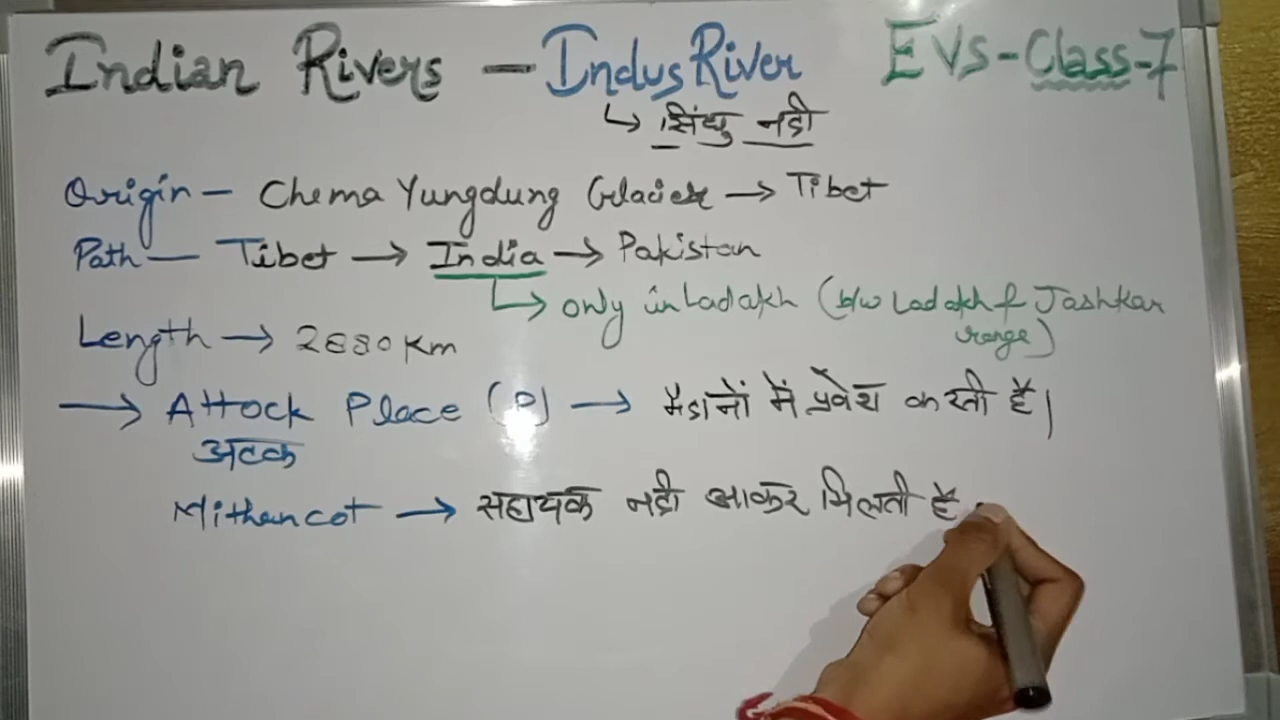 Indian Rivers - Indus River EVS - Class - 7
↳ सिंधु नदी
Origin - Chema Yungdung Glacier → Tibet
Path - Tibet → India → Pakistan
↳ only in Ladakh (b/w Ladakh & Jashkar range)
Length → 2880 Km
→ Attock Place (P) → मैदानों में प्रवेश करती है।
अटक
Mithancot → सहायक नदी आकर मिलती है